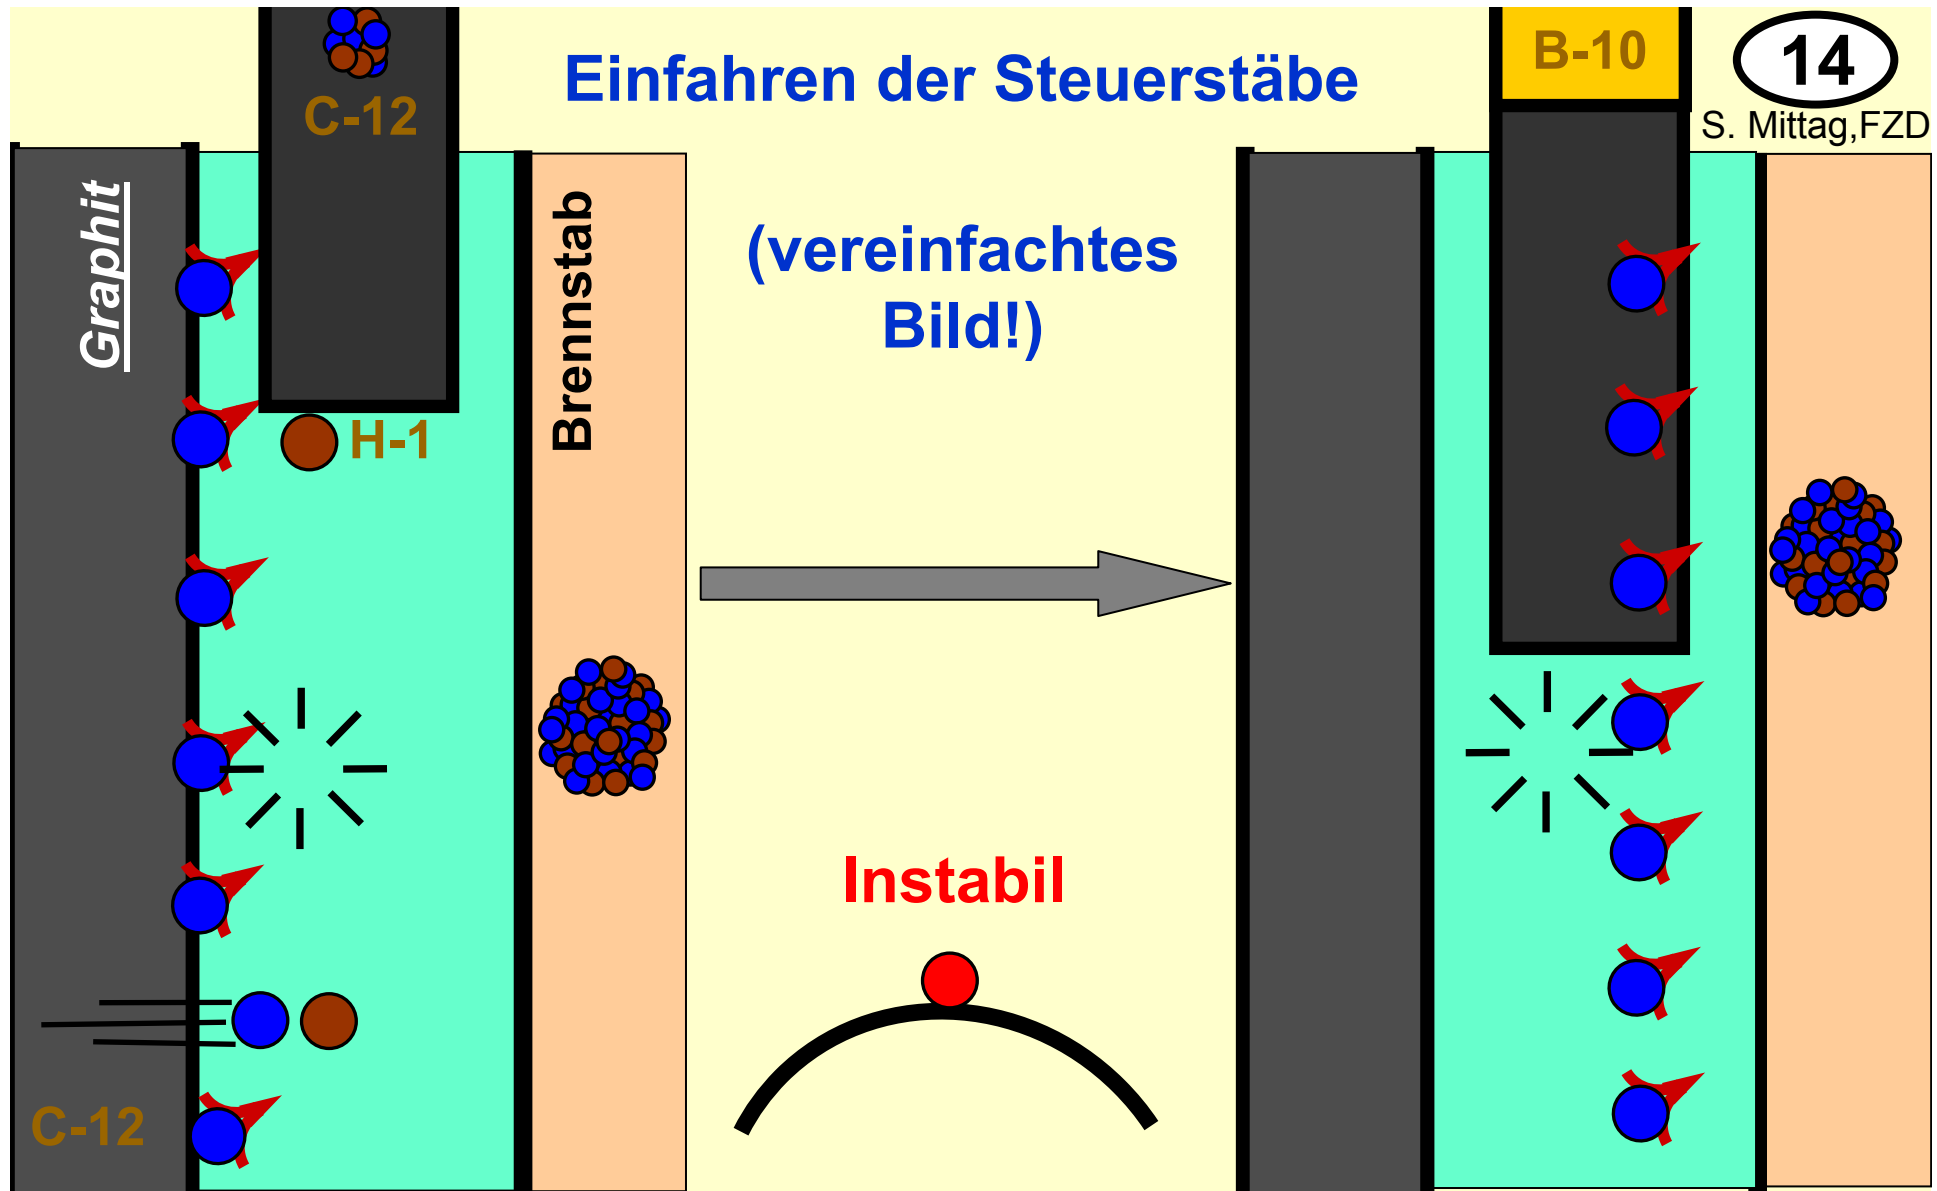 Einfahren der Steuerstäbe
B-10
14
S. Mittag,FZD
C-12
Graphit
Brennstab
(vereinfachtes
Bild!)
H-1
Instabil
C-12